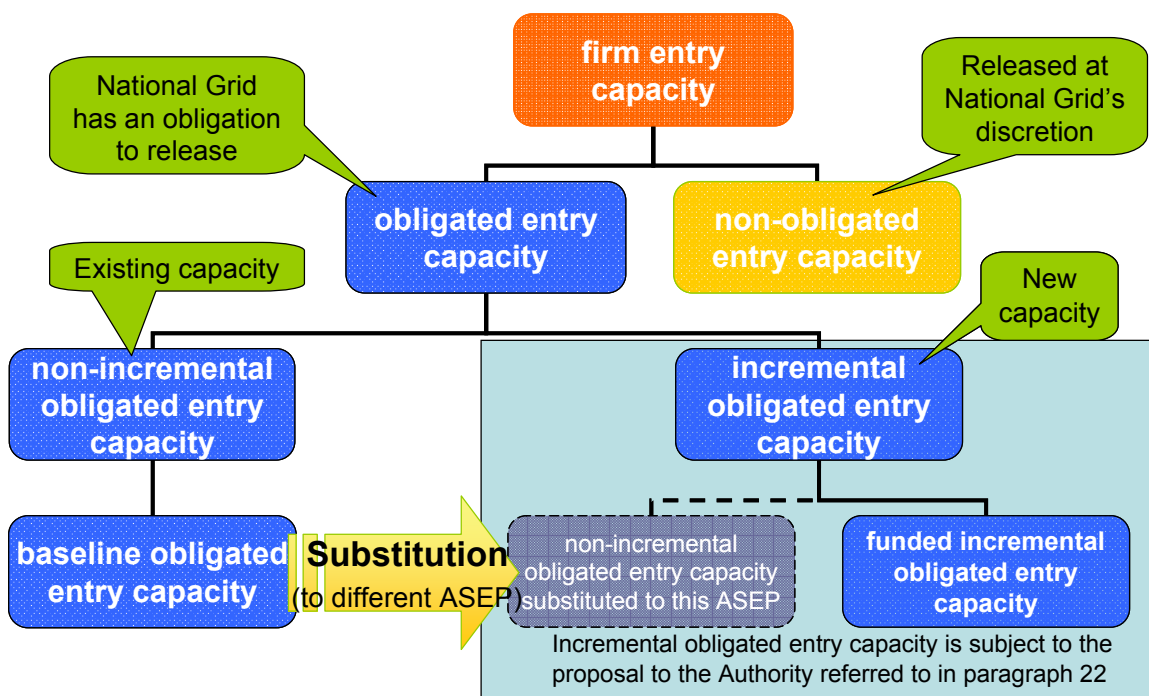 firm entry
capacity
National Grid
has an obligation
to release
Released at
National Grid's
discretion
obligated entry
capacity
non-obligated
entry capacity
Existing capacity
New
capacity
non-incremental
obligated entry
capacity
incremental
obligated entry
capacity
baseline obligated
entry capacity
Substitution
(to different ASEP)
non-incremental
obligated entry capacity
substituted to this ASEP
funded incremental
obligated entry
capacity
Incremental obligated entry capacity is subject to the
proposal to the Authority referred to in paragraph 22